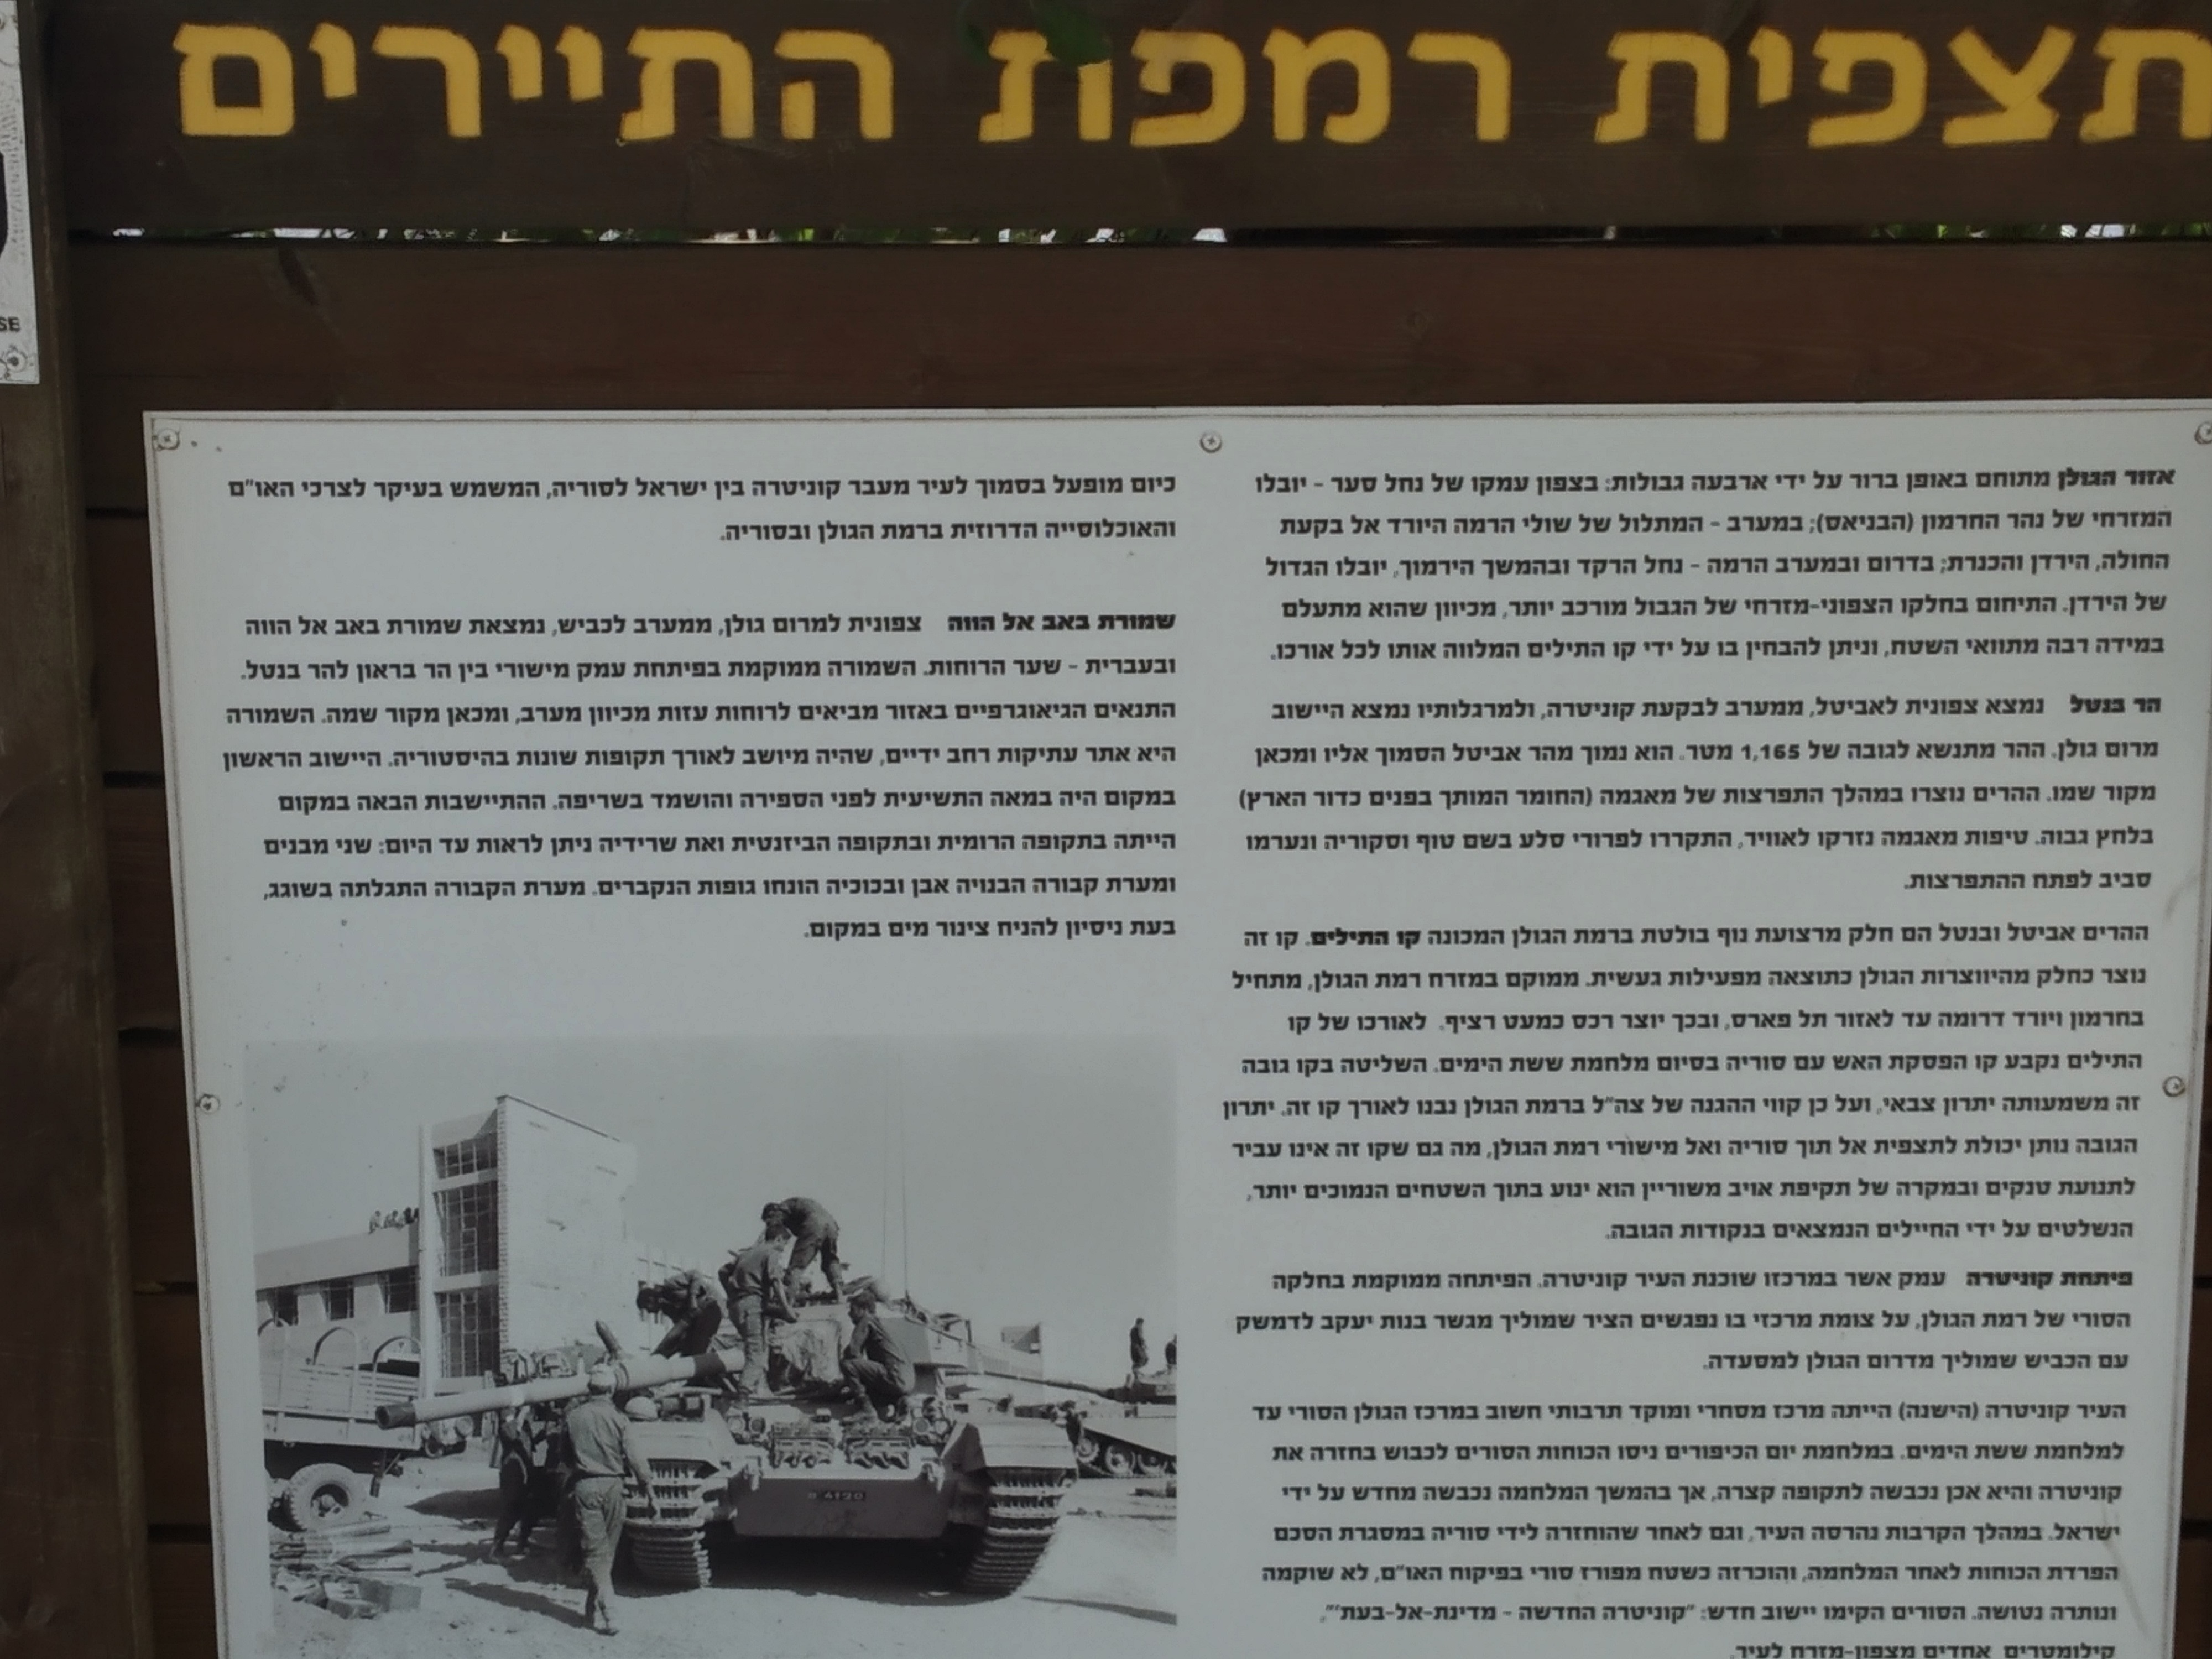 תצפית רמפת התיירים
אזור הגולן מתוחם באופן ברור על ידי ארבעה גבולות: בצפון עמקו של נחל סער - יובלו
המזרחי של נהר החרמון (הבניאס); במערב - המתלול של שולי הרמה היורד אל בקעת
החולה, הירדן והכנרת; בדרום ובמערב הרמה - נחל הרקד ובהמשך הירמוך, יובלו הגדול
של הירדן. התיחום בחלקו הצפוני-מזרחי של הגבול מורכב יותר, מכיוון שהוא מתעלם
במידה רבה מתוואי השטח, וניתן להבחין בו על ידי קו התילים המלווה אותו לכל אורכו.
הר בנטל נמצא צפונית לאביטל, ממערב לבקעת קוניטרה, ולמרגלותיו נמצא היישוב
מרום גולן. ההר מתנשא לגובה של 1,165 מטר. הוא נמוך מהר אביטל הסמוך אליו ומכאן
מקור שמו. ההרים נוצרו במהלך התפרצות של מאגמה (החומר המותך בפנים כדור הארץ)
בלחץ גבוה. טיפות מאגמה נזרקו לאוויר, התקררו לפרורי סלע בשם טוף וסקוריה ונערמו
סביב לפתח ההתפרצות.
ההרים אביטל ובנטל הם חלק מרצועת נוף בולטת ברמת הגולן המכונה קו התילים. קו זה
נוצר כחלק מהיווצרות הגולן כתוצאה מפעילות געשית. ממוקם במזרח רמת הגולן, מתחיל
בחרמון ויורד דרומה עד לאזור תל פארס, ובכך יוצר רכס כמעט רציף. לאורכו של קו
התילים נקבע קו הפסקת האש עם סוריה בסיום מלחמת ששת הימים. השליטה בקו גובה
זה משמעותה יתרון צבאי, ועל כן קווי ההגנה של צה"ל ברמת הגולן נבנו לאורך קו זה. יתרון
הגובה נותן יכולת לתצפית אל תוך סוריה ואל מישורי רמת הגולן, מה גם שקו זה אינו עביר
לתנועת טנקים ובמקרה של תקיפת אויב משוריין הוא ינוע בתוך השטחים הנמוכים יותר,
הנשלטים על ידי החיילים הנמצאים בנקודות הגובה.
פיתחת קוניטרה עמק אשר במרכזו שוכנת העיר קוניטרה. הפיתחה ממוקמת בחלקה
הסורי של רמת הגולן, על צומת מרכזי בו נפגשים הציר שמוליך מגשר בנות יעקב לדמשק
עם הכביש שמוליך מדרום הגולן למסעדה.
העיר קוניטרה (הישנה) הייתה מרכז מסחרי ומוקד תרבותי חשוב במרכז הגולן הסורי עד
למלחמת ששת הימים. במלחמת יום הכיפורים ניסו הכוחות הסורים לכבוש בחזרה את
קוניטרה והיא אכן נכבשה לתקופה קצרה, אך בהמשך המלחמה נכבשה מחדש על ידי
ישראל. במהלך הקרבות נהרסה העיר, וגם לאחר שהוחזרה לידי סוריה במסגרת הסכם
הפרדת הכוחות לאחר המלחמה, והוכרזה כשטח מפורז סורי בפיקוח האו"ם, לא שוקמה
ונותרה נטושה. הסורים הקימו יישוב חדש: "קוניטרה החדשה - מדינת-אל-בעת'",
קילומטרים אחדים מצפון-מזרח לעיר.
כיום מופעל בסמוך לעיר מעבר קוניטרה בין ישראל לסוריה, המשמש בעיקר לצרכי האו"ם
והאוכלוסייה הדרוזית ברמת הגולן ובסוריה.
שמורת באב אל הווה צפונית למרום גולן, ממערב לכביש, נמצאת שמורת באב אל הווה
ובעברית - שער הרוחות. השמורה ממוקמת בפיתחת עמק מישורי בין הר בראון להר בנטל.
התנאים הגיאוגרפיים באזור מביאים לרוחות עזות מכיוון מערב, ומכאן מקור שמה. השמורה
היא אתר עתיקות רחב ידיים, שהיה מיושב לאורך תקופות שונות בהיסטוריה. היישוב הראשון
במקום היה במאה התשיעית לפני הספירה והושמד בשריפה. ההתיישבות הבאה במקום
הייתה בתקופה הרומית ובתקופה הביזנטית ואת שרידיה ניתן לראות עד היום: שני מבנים
ומערת קבורה הבנויה אבן ובכוכיה הונחו גופות הנקברים. מערת הקבורה התגלתה בשוגג,
בעת ניסיון להניח צינור מים במקום.
SE